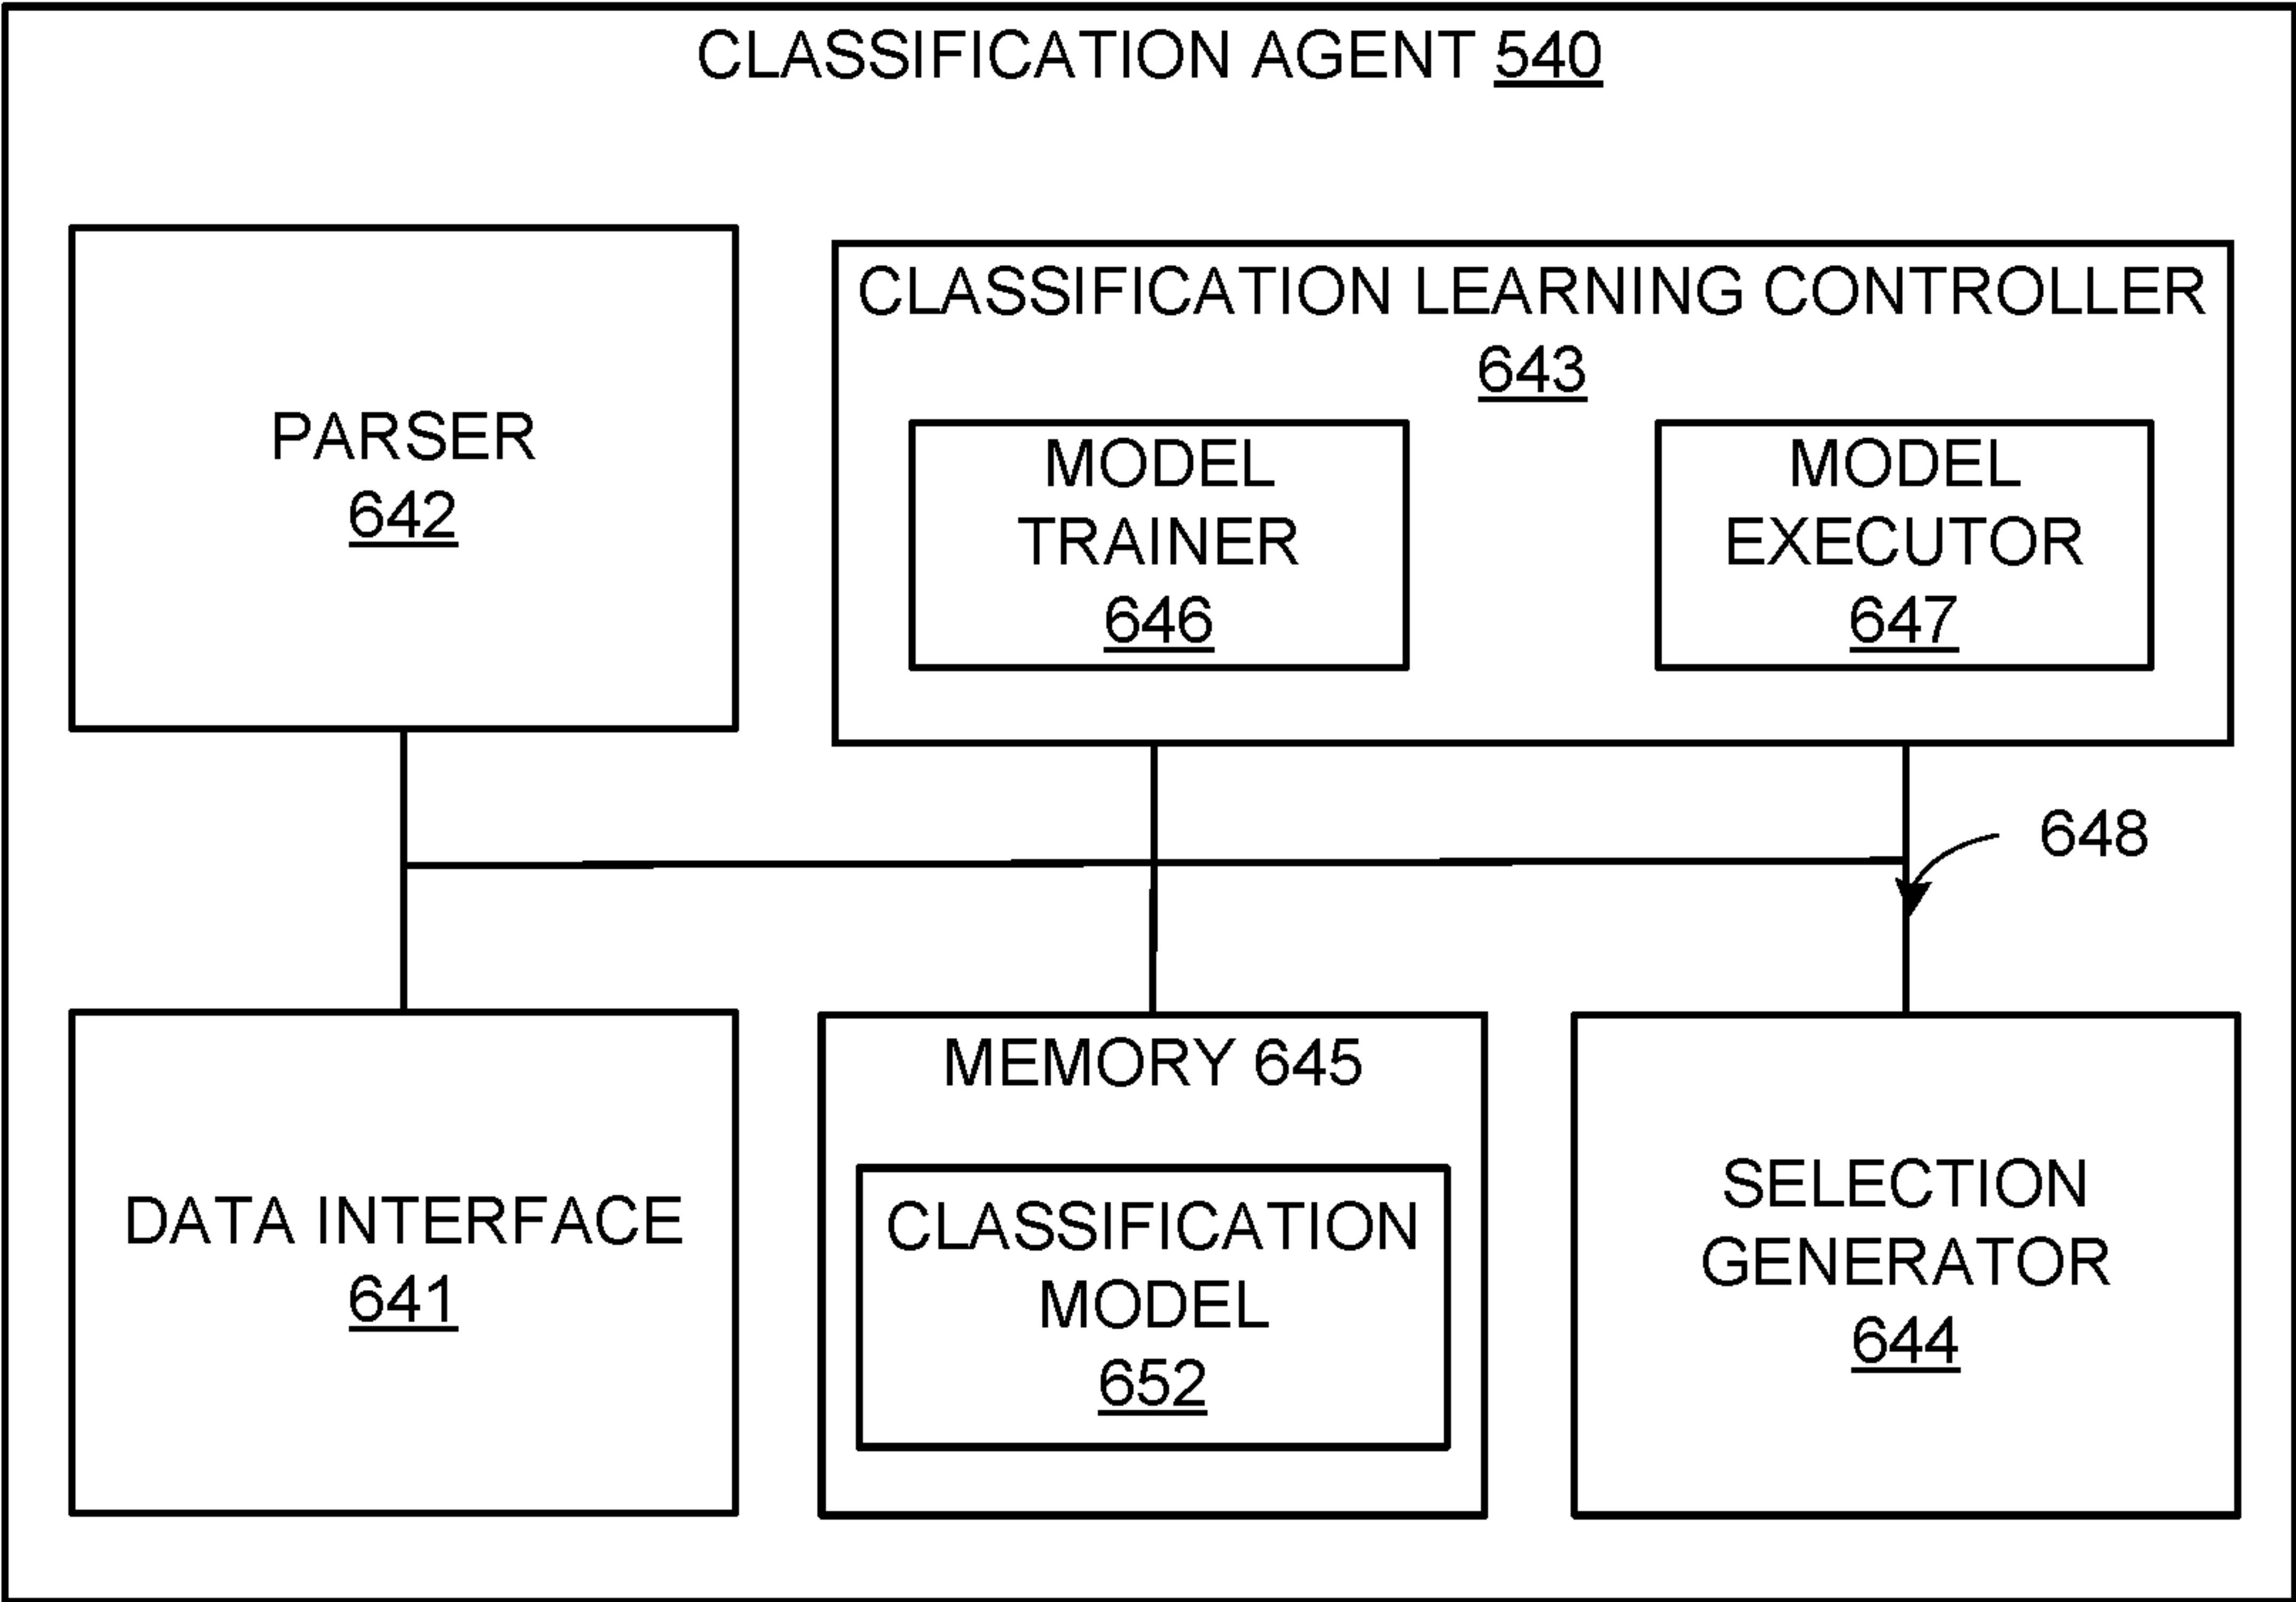 CLASSIFICATION AGENT 540
PARSER
642
CLASSIFICATION LEARNING CONTROLLER
643
MODEL
TRAINER
646
MODEL
EXECUTOR
647
648
DATA INTERFACE
641
MEMORY 645
CLASSIFICATION
MODEL
652
SELECTION
GENERATOR
644